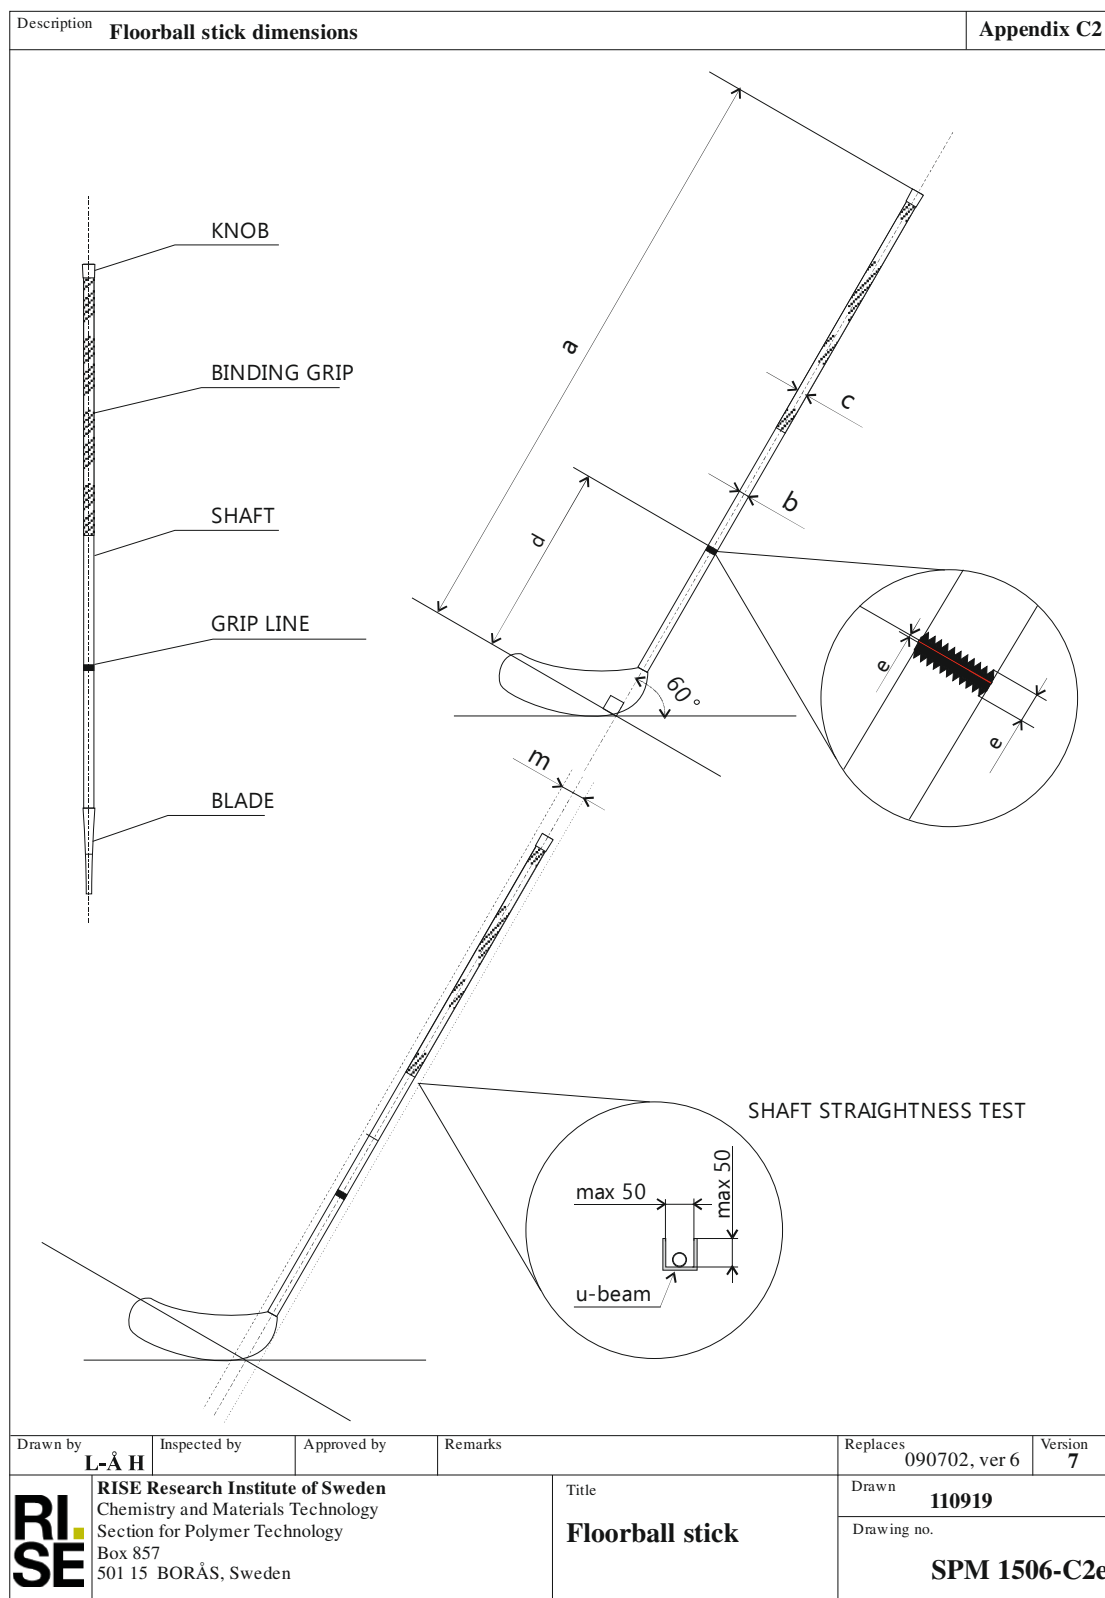 Description Floorball stick dimensions Appendix C2
KNOB
BINDING GRIP
SHAFT
GRIP LINE
BLADE
a
c
b
d
e
e
60°
m
SHAFT STRAIGHTNESS TEST
max 50
max 50
u-beam
Drawn by L-Å H
Inspected by
Approved by
Remarks
Replaces 090702, ver 6
Version 7
RI.
SE
RISE Research Institute of Sweden
Chemistry and Materials Technology
Section for Polymer Technology
Box 857
501 15 BORÅS, Sweden
Title
Floorball stick
Drawn 110919
Drawing no.
SPM 1506-C2e